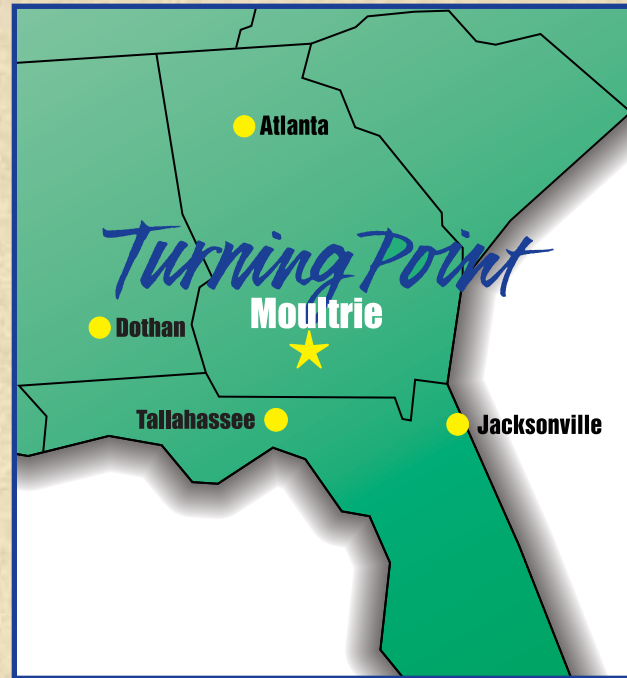 Atlanta
Turning Point
Moultrie
Dothan
Tallahassee
Jacksonville